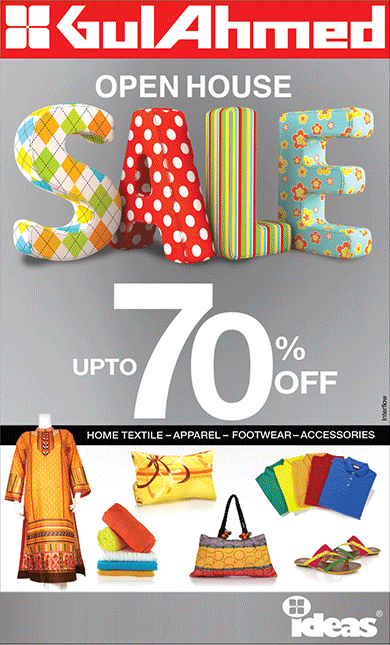 GulAhmed
OPEN HOUSE
SALE
UPTO 70% OFF
Interflow
HOME TEXTILE – APPAREL – FOOTWEAR – ACCESSORIES
ideas®